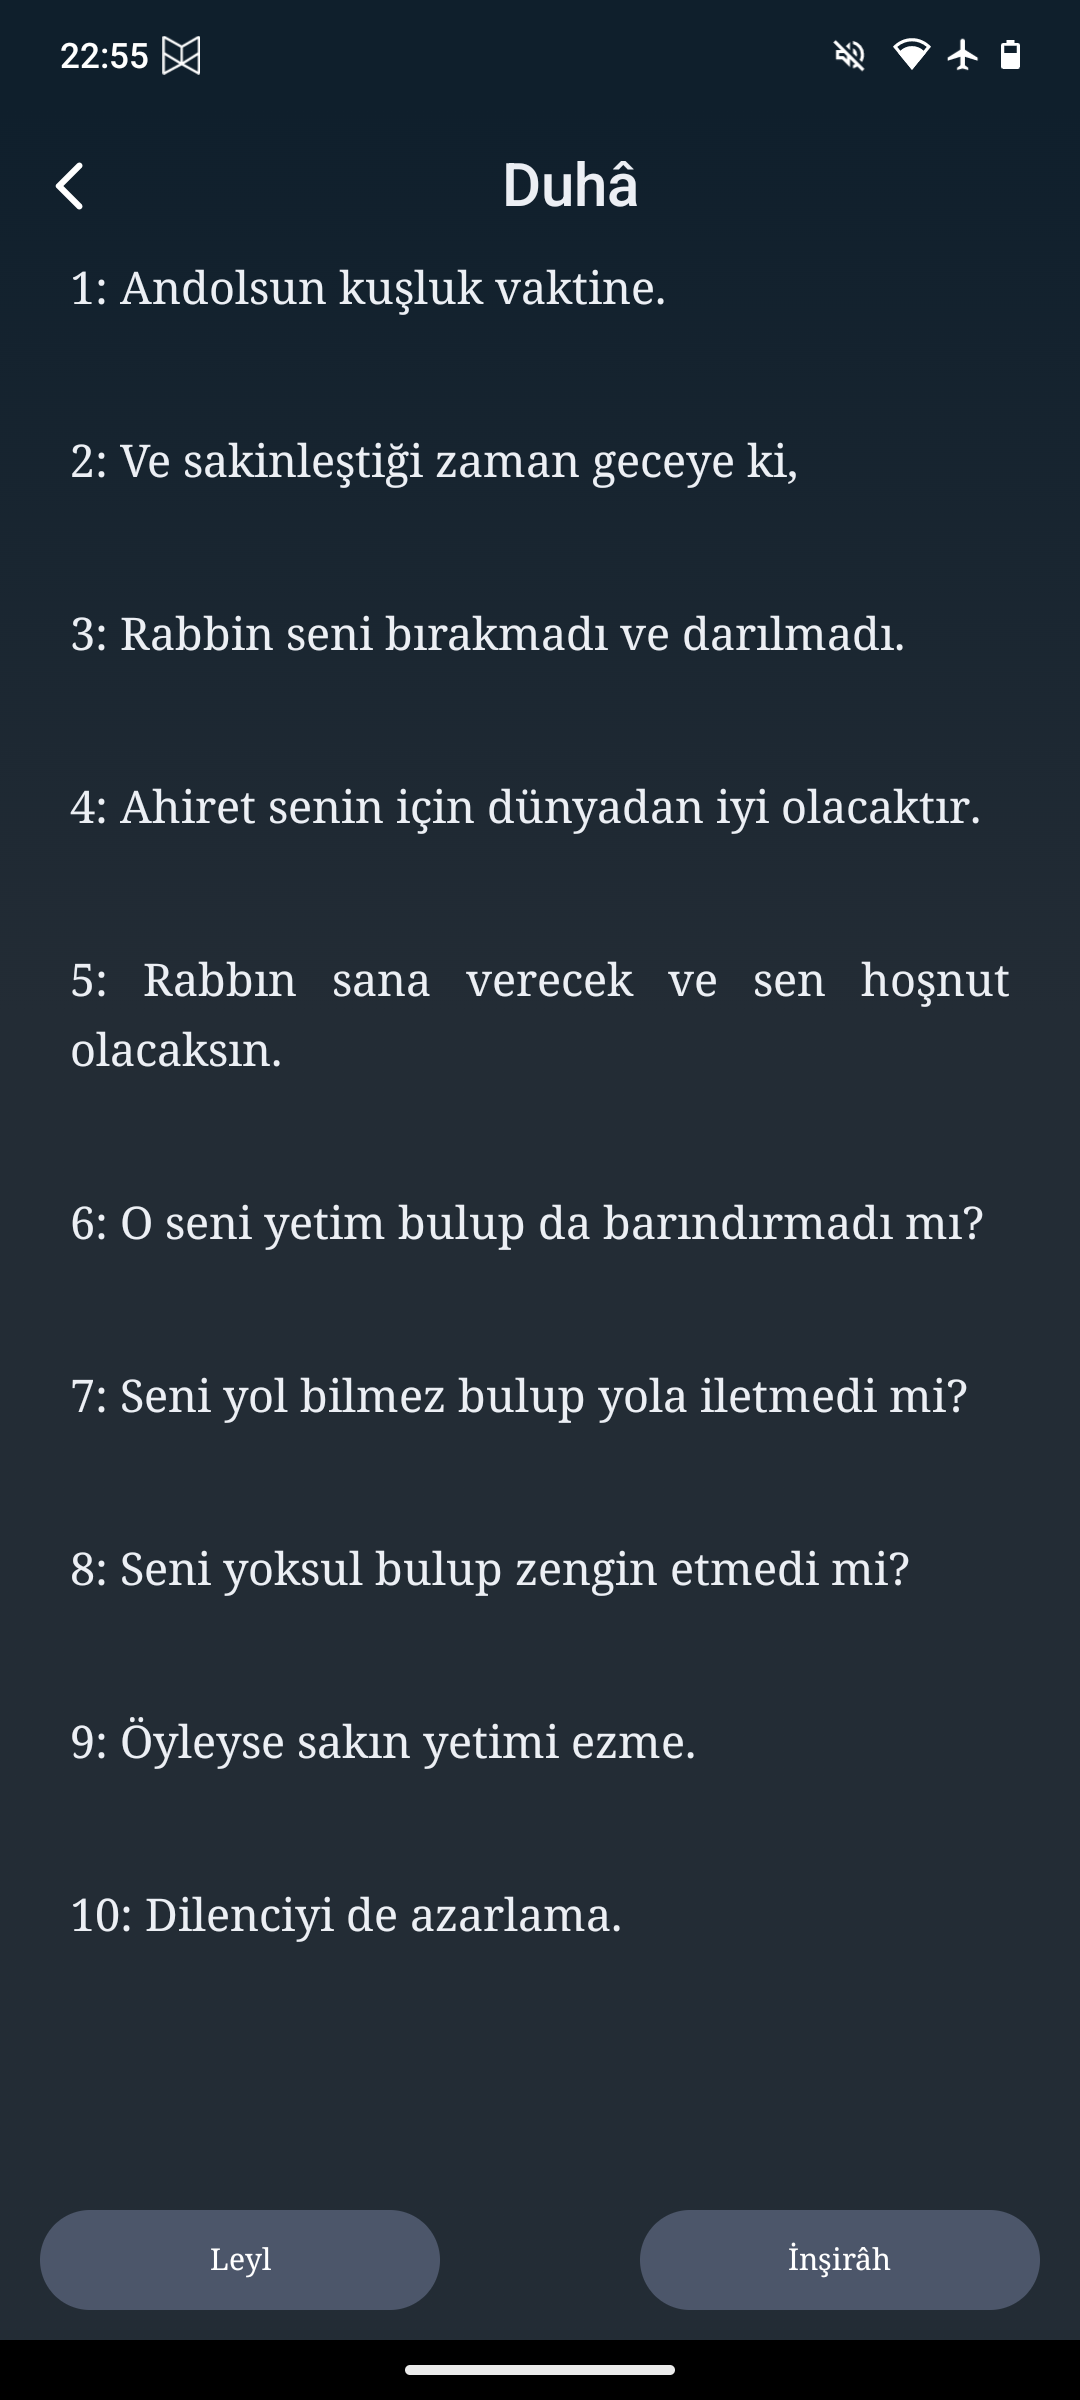 22:55
Duhâ
1: Andolsun kuşluk vaktine.
2: Ve sakinleştiği zaman geceye ki,
3: Rabbin seni bırakmadı ve darılmadı.
4: Ahiret senin için dünyadan iyi olacaktır.
5: Rabbın sana verecek ve sen hoşnut
olacaksın.
6: O seni yetim bulup da barındırmadı mı?
7: Seni yol bilmez bulup yola iletmedi mi?
8: Seni yoksul bulup zengin etmedi mi?
9: Öyleyse sakın yetimi ezme.
10: Dilenciyi de azarlama.
Leyl
İnşirâh